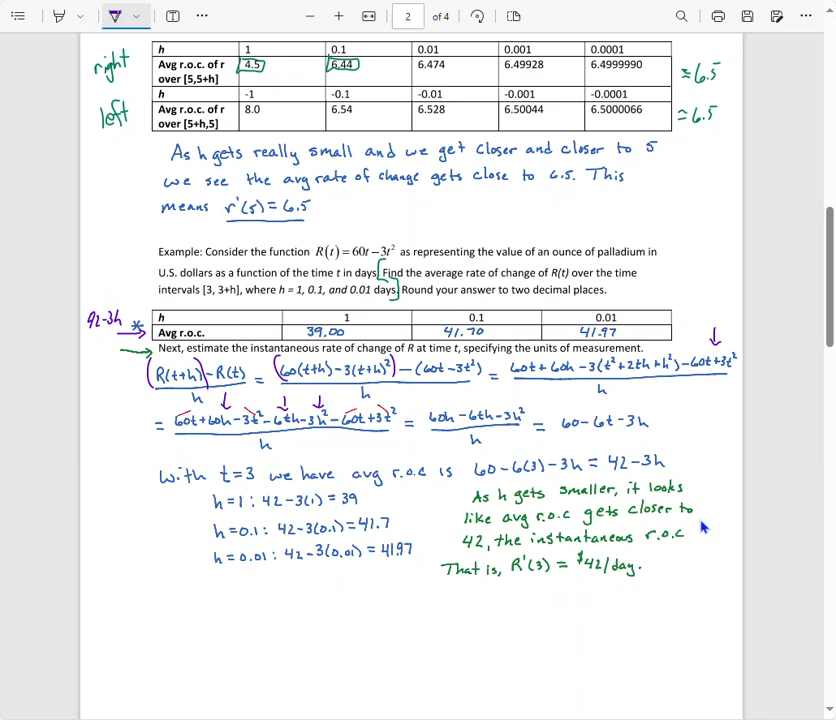 2 of 4
h 1 0.1 0.01 0.001 0.0001
right Avg r.o.c. of r 4.5 6.44 6.474 6.49928 6.4999990 ≈6.5
over [5,5+h]
h -1 -0.1 -0.01 -0.001 -0.0001
left Avg r.o.c. of r 8.0 6.54 6.528 6.50044 6.5000066 ≈6.5
over [5+h,5]
As h gets really small and we get closer and closer to 5
we see the avg rate of change gets close to 6.5. This
means r'(5)=6.5
Example: Consider the function R(t)=60t−3t² as representing the value of an ounce of palladium in
U.S. dollars as a function of the time t in days. [Find the average rate of change of R(t) over the time
intervals [3, 3+h], where h = 1, 0.1, and 0.01 days.] Round your answer to two decimal places.
42-3h * h 1 0.1 0.01
Avg r.o.c. 39.00 41.70 41.97
Next, estimate the instantaneous rate of change of R at time t, specifying the units of measurement.
(R(t+h))-R(t) / h = (60(t+h)-3(t+h)²)-(60t-3t²) / h = 60t+60h-3(t²+2th+h²)-60t+3t² / h
= 60t+60h-3t²-6th-3h²-60t+3t² / h = 60h-6th-3h² / h = 60-6t-3h
With t=3 we have avg r.o.c is 60-6(3)-3h = 42-3h
h=1: 42-3(1)=39
h=0.1: 42-3(0.1)=41.7
h=0.01: 42-3(0.01)=41.97
As h gets smaller, it looks
like avg r.o.c gets closer to
42, the instantaneous r.o.c
That is, R'(3) = $42/day.